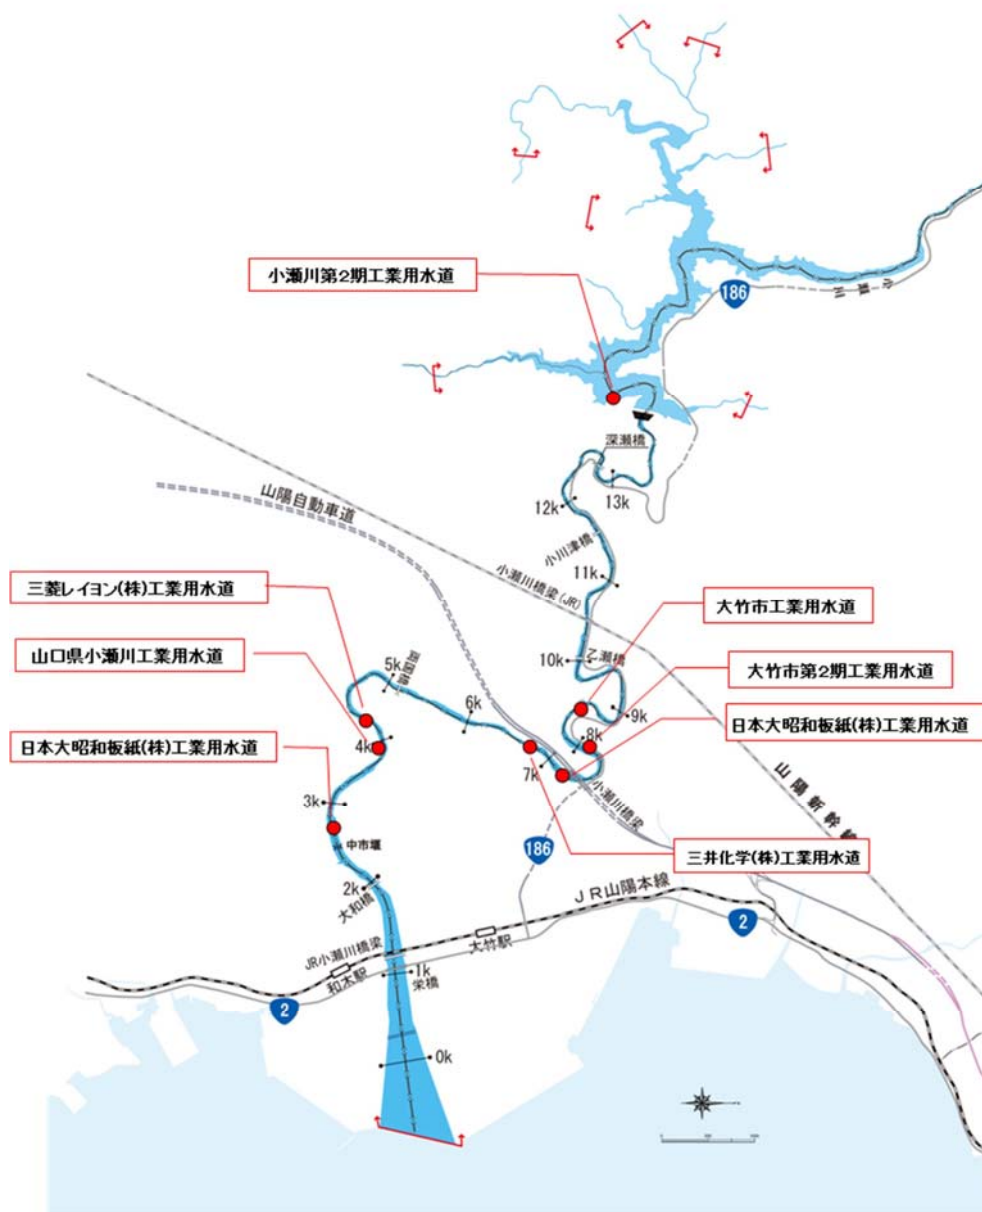 小瀬川第2期工業用水道
186
小瀬川
深瀬橋
13k
12k
山陽自動車道
小川津橋
11k
小瀬川橋梁(JR)
三菱レイヨン(株)工業用水道
大竹市工業用水道
山口県小瀬川工業用水道
5k
両国橋
10k
乙瀬橋
大竹市第2期工業用水道
6k
9k
日本大昭和板紙(株)工業用水道
4k
8k
日本大昭和板紙(株)工業用水道
7k
小瀬川橋梁
山陽新幹線
3k
中市堰
186
三井化学(株)工業用水道
2k
大和橋
JR山陽本線
2
大竹駅
JR小瀬川橋梁
和木駅
1k
栄橋
2
0k